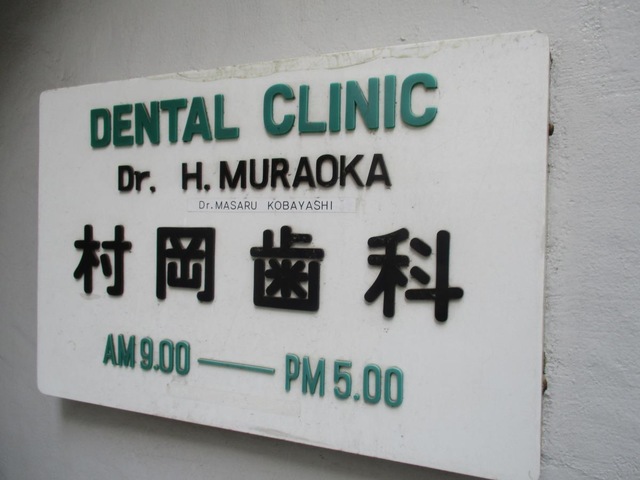 DENTAL CLINIC
Dr. H. MURAOKA
Dr.MASARU KOBAYASHI
村岡歯科
AM 9.00 — PM 5.00